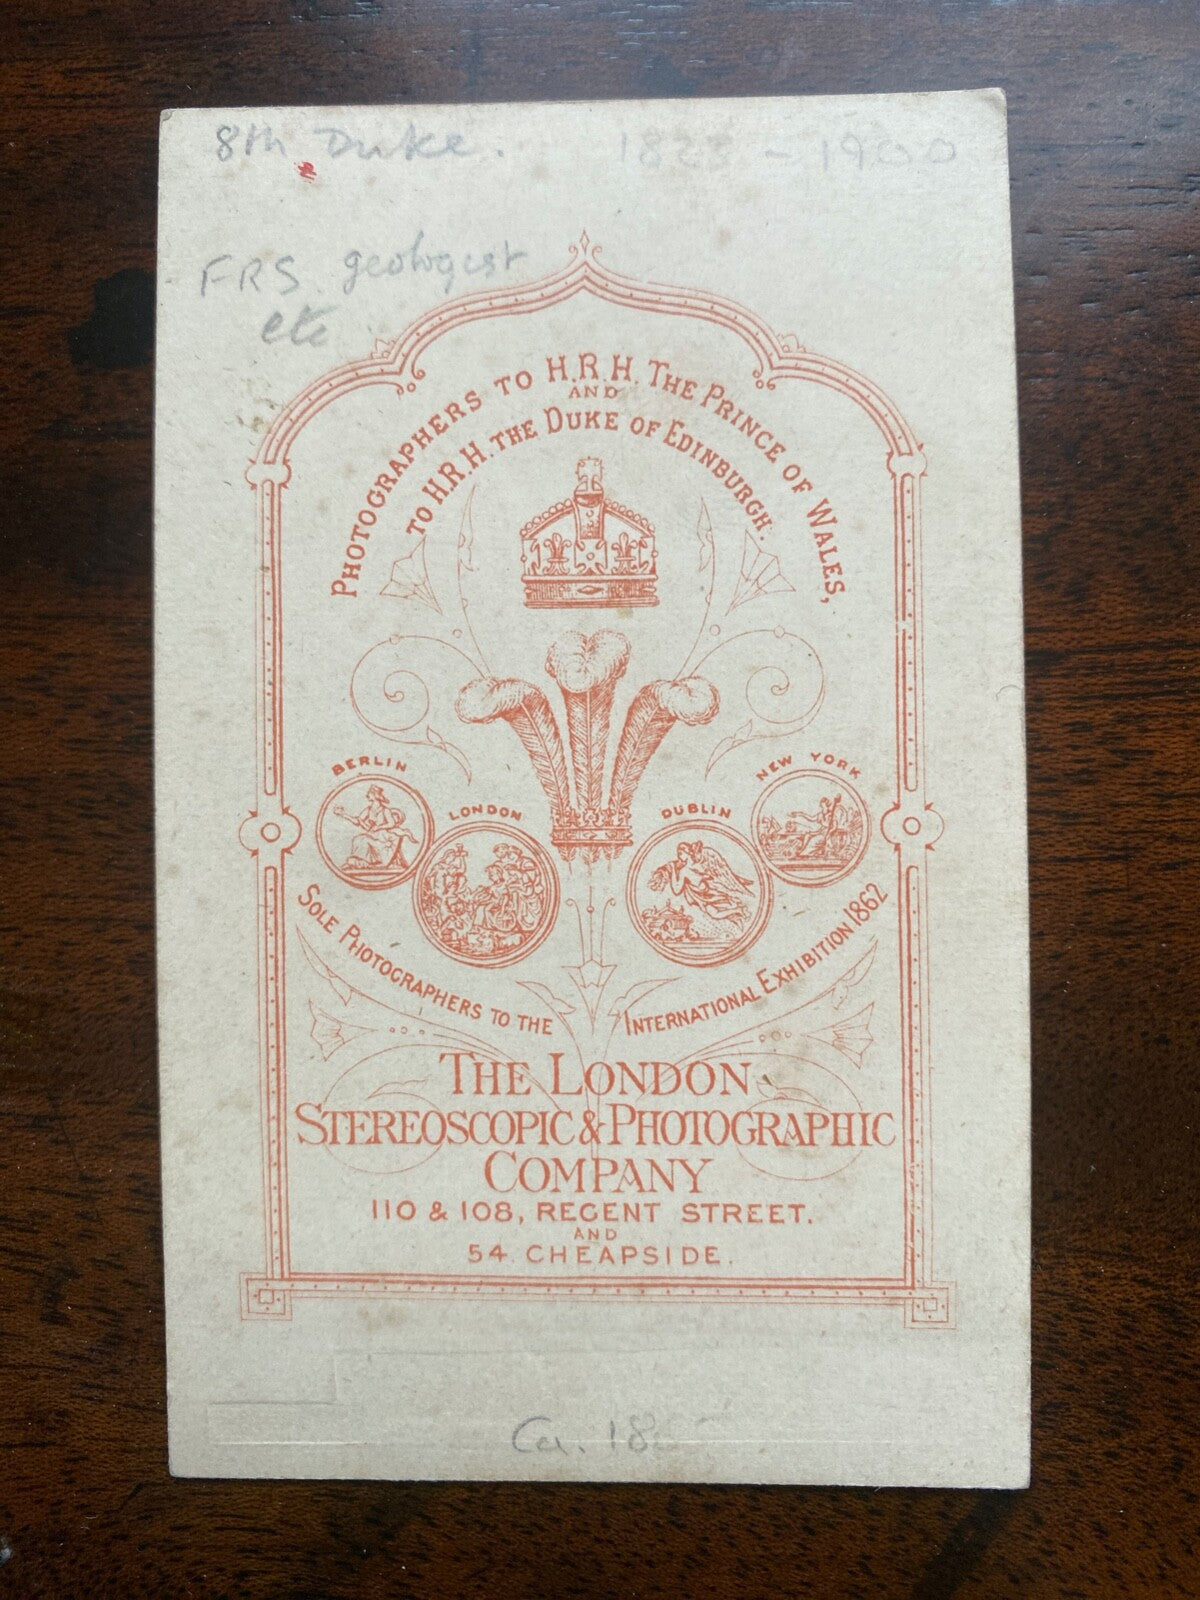 8th Duke. 1823 - 1900
FRS. geologist
etc
PHOTOGRAPHERS TO H.R.H. THE PRINCE OF WALES,
AND
TO H.R.H. THE DUKE OF EDINBURGH.
BERLIN
LONDON
DUBLIN
NEW YORK
SOLE PHOTOGRAPHERS TO THE INTERNATIONAL EXHIBITION 1862
THE LONDON
STEREOSCOPIC & PHOTOGRAPHIC
COMPANY
110 & 108, REGENT STREET.
AND
54 CHEAPSIDE.
Ca.